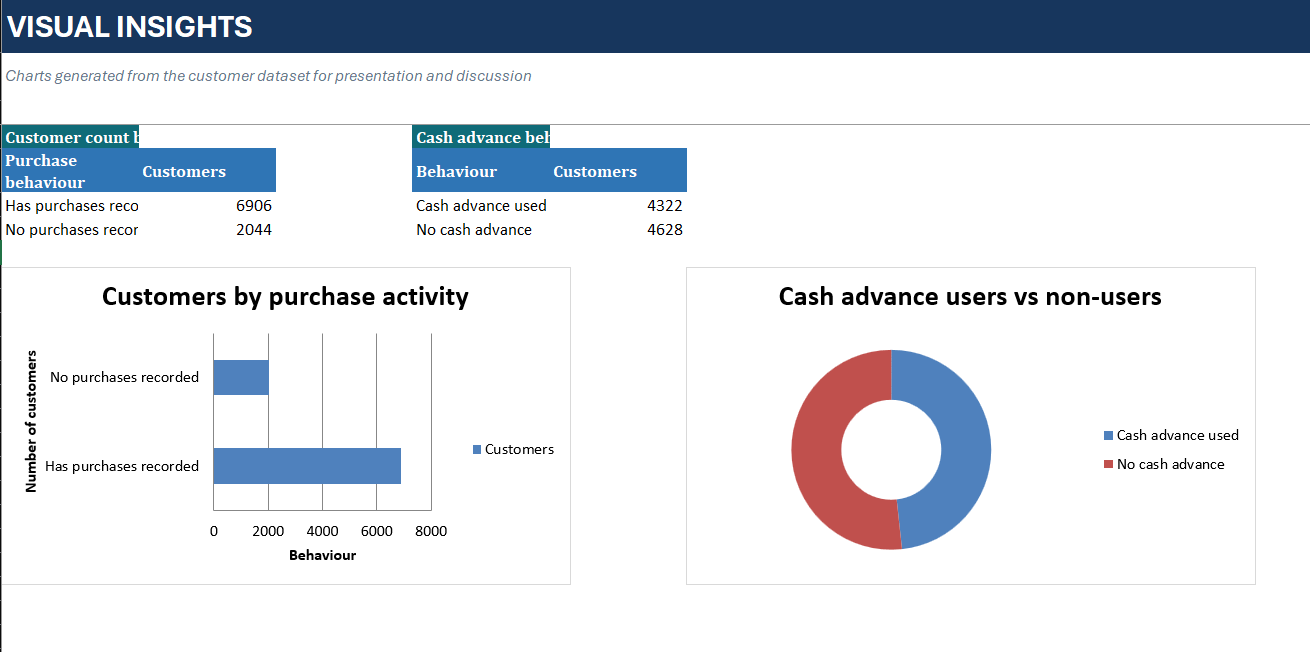 VISUAL INSIGHTS
Charts generated from the customer dataset for presentation and discussion
Customer count b
Cash advance beh
Purchase behaviour
Customers
Behaviour
Customers
Has purchases reco
6906
Cash advance used
4322
No purchases recor
2044
No cash advance
4628
Customers by purchase activity
Number of customers
No purchases recorded
Has purchases recorded
0 2000 4000 6000 8000
Behaviour
Customers
Cash advance users vs non-users
Cash advance used
No cash advance